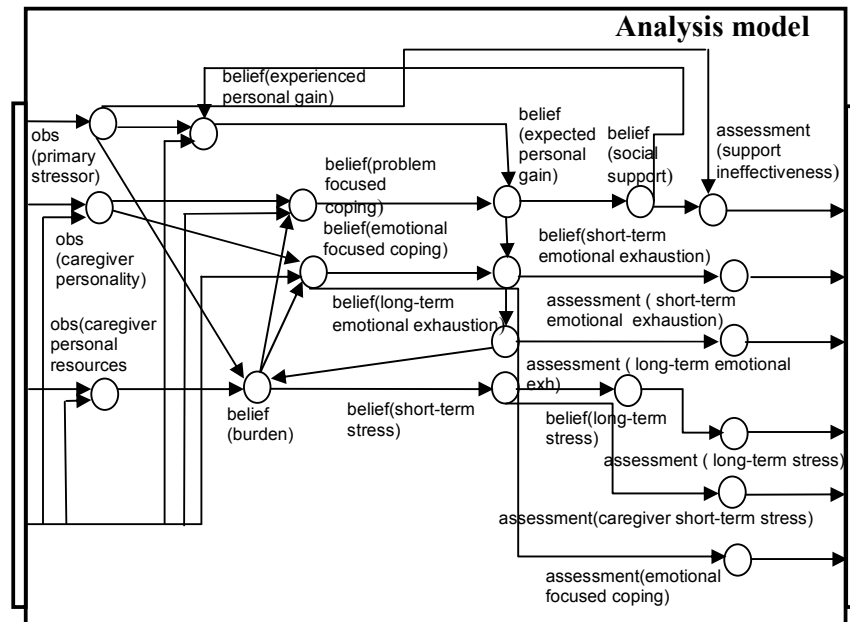 Analysis model
belief(experienced
personal gain)
obs
(primary
stressor)
belief
(expected
personal
gain)
belief
(social
support)
assessment
(support
ineffectiveness)
belief(problem
focused
coping)
belief(emotional
focused coping)
obs
(caregiver
personality)
belief(short-term
emotional exhaustion)
belief(long-term
emotional exhaustion)
assessment ( short-term
emotional exhaustion)
obs(caregiver
personal
resources
assessment ( long-term emotional
exh)
belief
(burden)
belief(short-term
stress)
belief(long-term
stress)
assessment ( long-term stress)
assessment(caregiver short-term stress)
assessment(emotional
focused coping)